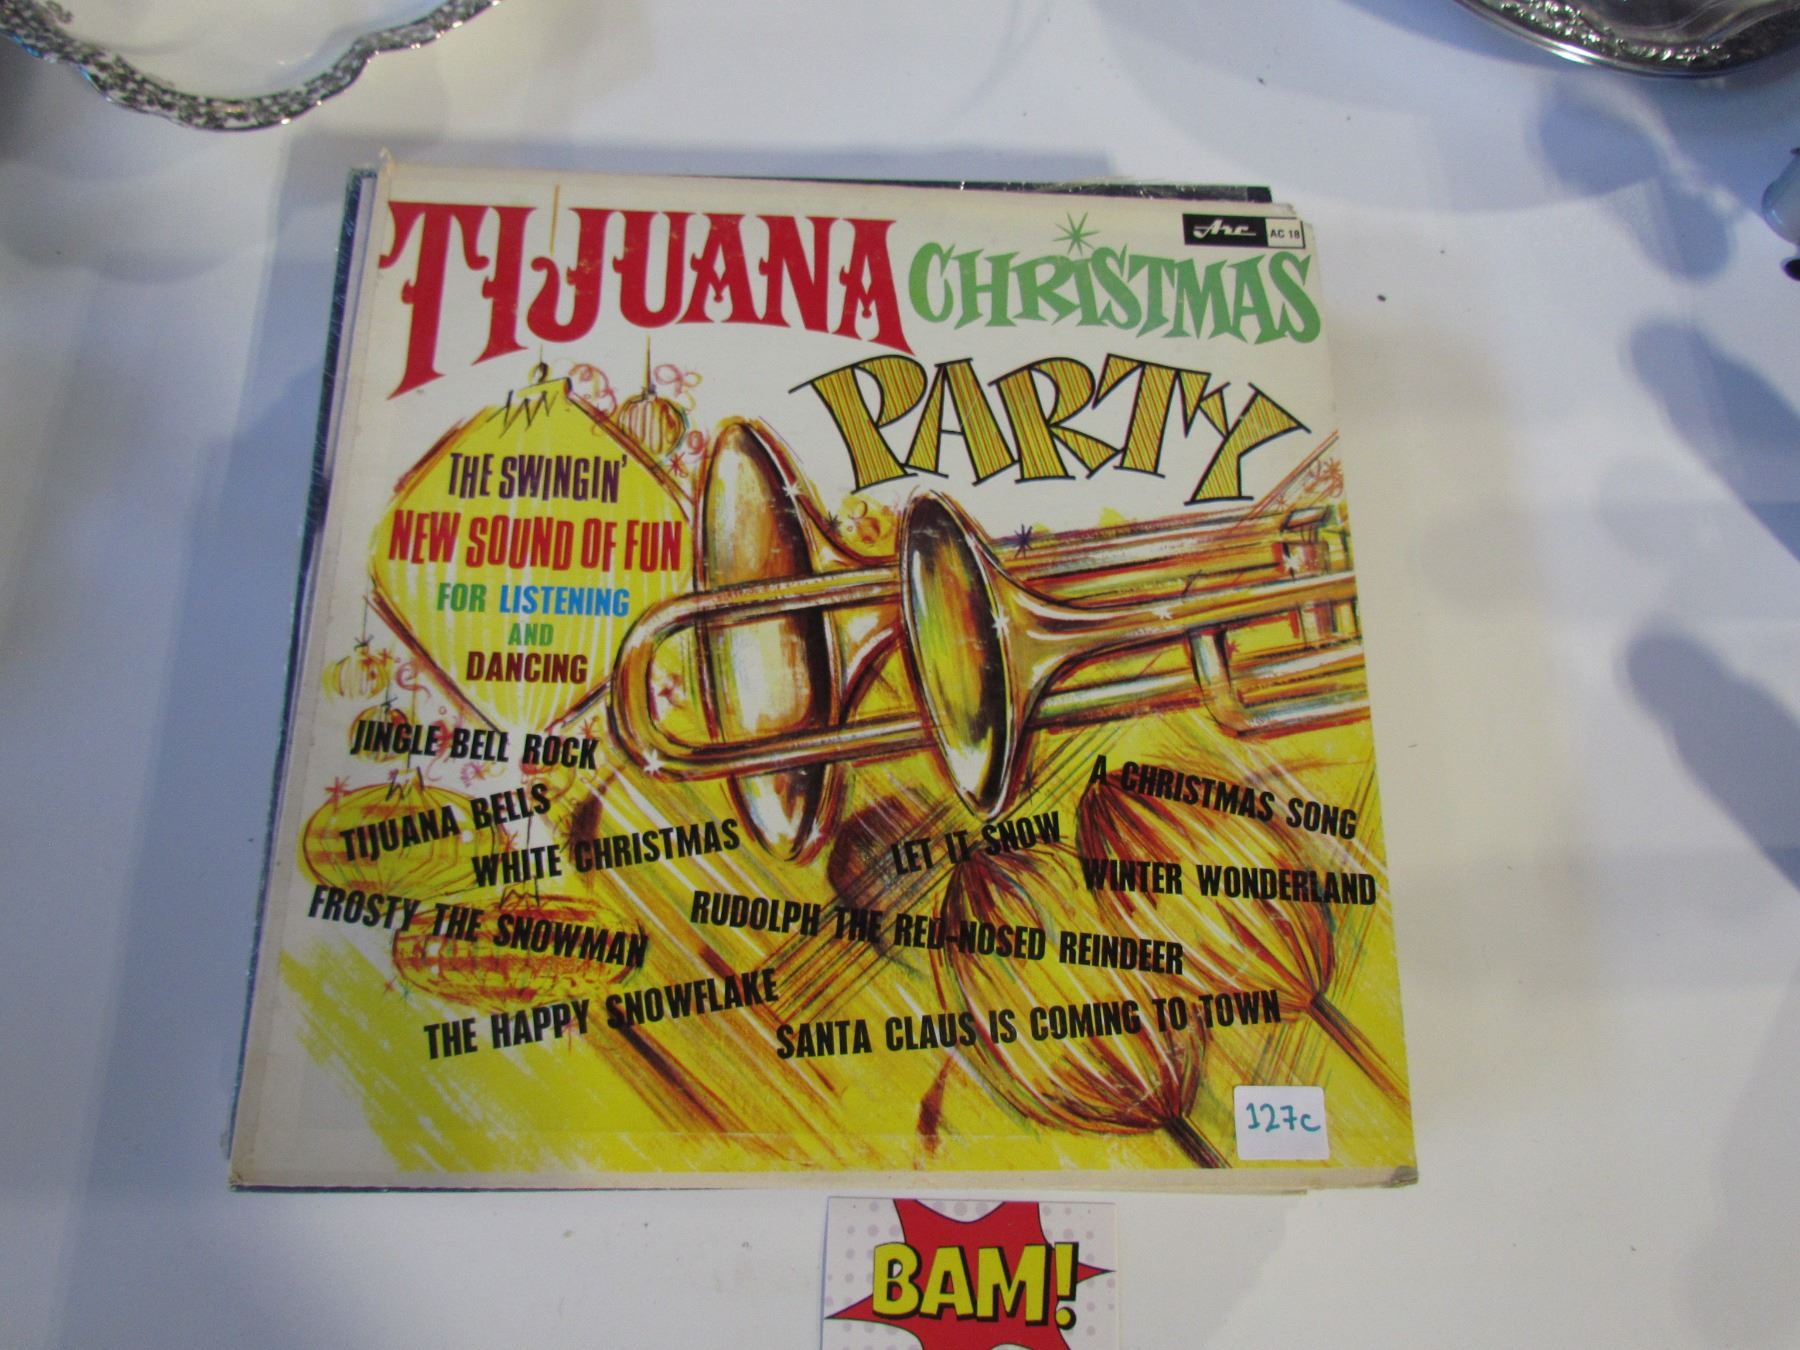 TIJUANA CHRISTMAS
PARTY
Arc AC 18
THE SWINGIN'
NEW SOUND OF FUN
FOR LISTENING
AND
DANCING
JINGLE BELL ROCK
TIJUANA BELLS
WHITE CHRISTMAS
FROSTY THE SNOWMAN
THE HAPPY SNOWFLAKE
A CHRISTMAS SONG
LET IT SNOW
WINTER WONDERLAND
RUDOLPH THE RED-NOSED REINDEER
SANTA CLAUS IS COMING TO TOWN
127c
BAM!